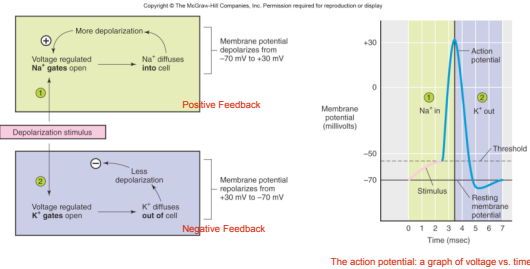 Copyright © The McGraw-Hill Companies, Inc. Permission required for reproduction or display
More depolarization
+
Voltage regulated
Na⁺ gates open
Na⁺ diffuses
into cell
1
Membrane potential
depolarizes from
–70 mV to +30 mV
Positive Feedback
Depolarization stimulus
–
Less
depolarization
2
Voltage regulated
K⁺ gates open
K⁺ diffuses
out of cell
Membrane potential
repolarizes from
+30 mV to –70 mV
Negative Feedback
Membrane
potential
(millivolts)
+30
0
–50
–70
Action
potential
1
Na⁺ in
2
K⁺ out
Threshold
Stimulus
Resting
membrane
potential
0 1 2 3 4 5 6 7
Time (msec)
The action potential: a graph of voltage vs. time